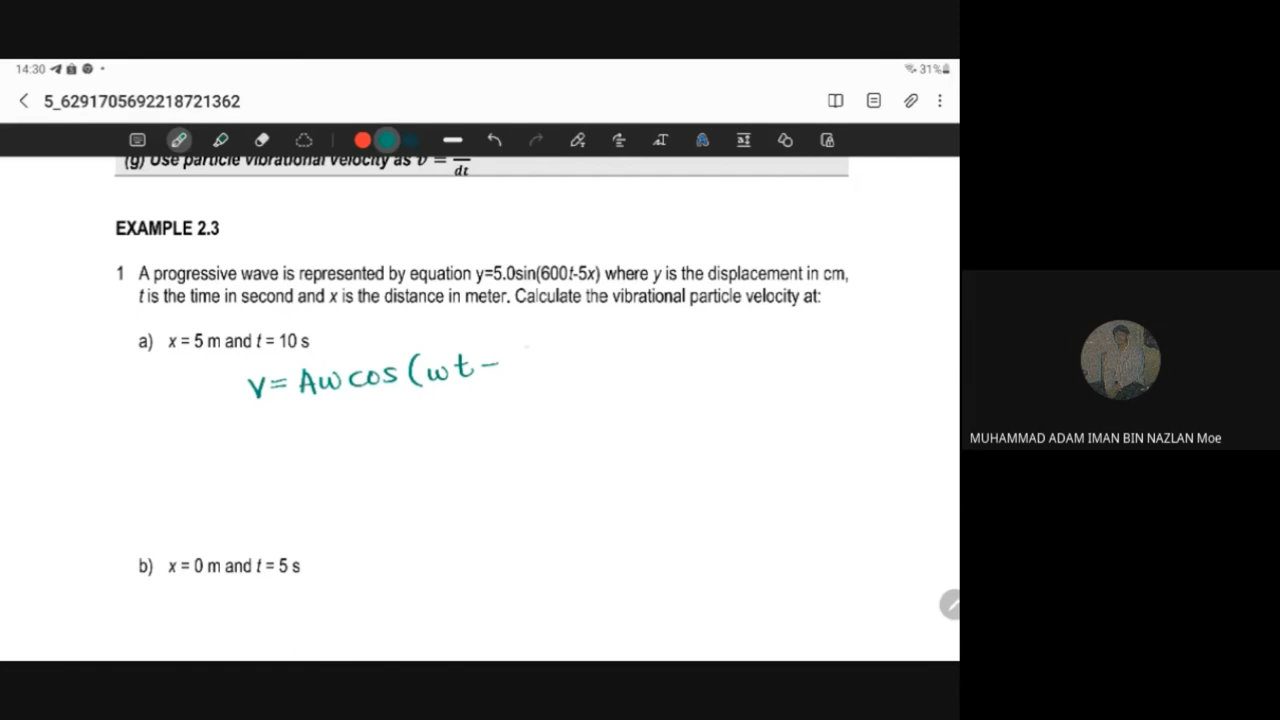 14:30 31%
5_6291705692218721362
(g) Use particle vibrational velocity as v = — dt
EXAMPLE 2.3
1 A progressive wave is represented by equation y=5.0sin(600t-5x) where y is the displacement in cm,
t is the time in second and x is the distance in meter. Calculate the vibrational particle velocity at:
a) x = 5 m and t = 10 s
v = Aω cos (ωt –
MUHAMMAD ADAM IMAN BIN NAZLAN Moe
b) x = 0 m and t = 5 s